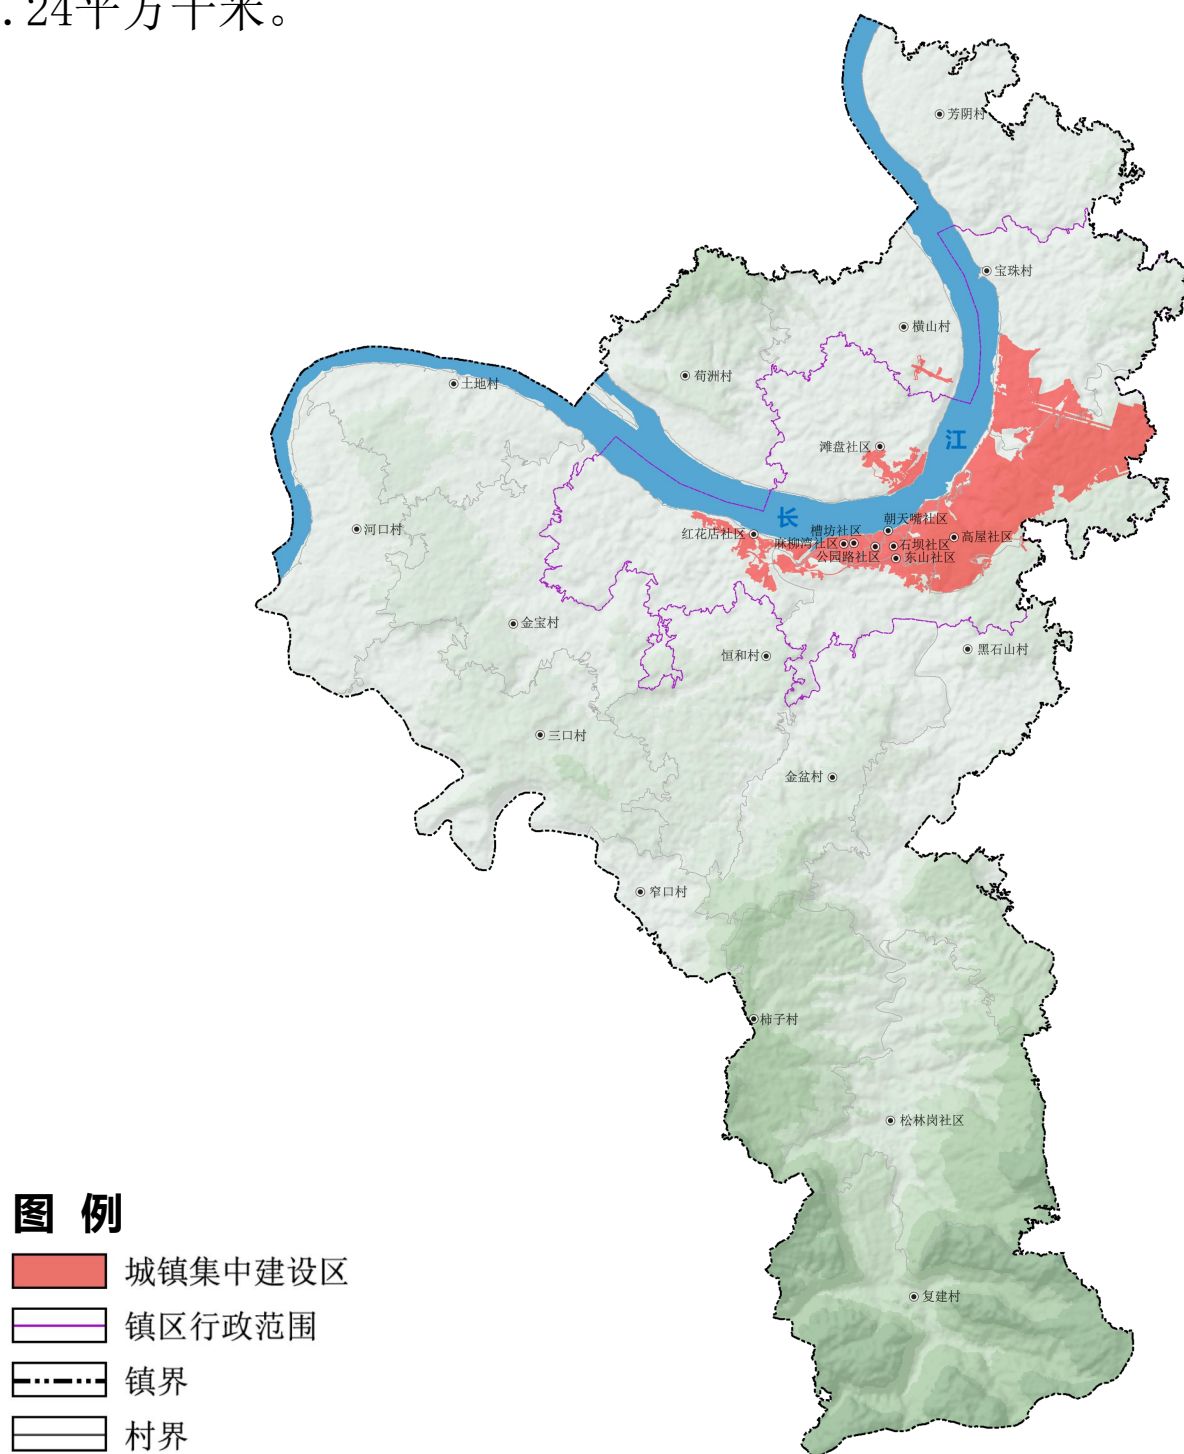 .24平方千米。
芳阴村
宝珠村
横山村
荀洲村
土地村
滩盘社区
江
长
朝天嘴社区
槽坊社区
红花店社区
麻柳湾社区
石坝社区
高屋社区
公园路社区
东山社区
河口村
金宝村
恒和村
黑石山村
三口村
金盆村
窄口村
柿子村
松林岗社区
复建村
图 例
城镇集中建设区
镇区行政范围
镇界
村界